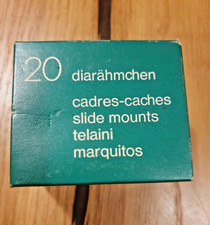 20 diarähmchen
cadres-caches
slide mounts
telaini
marquitos